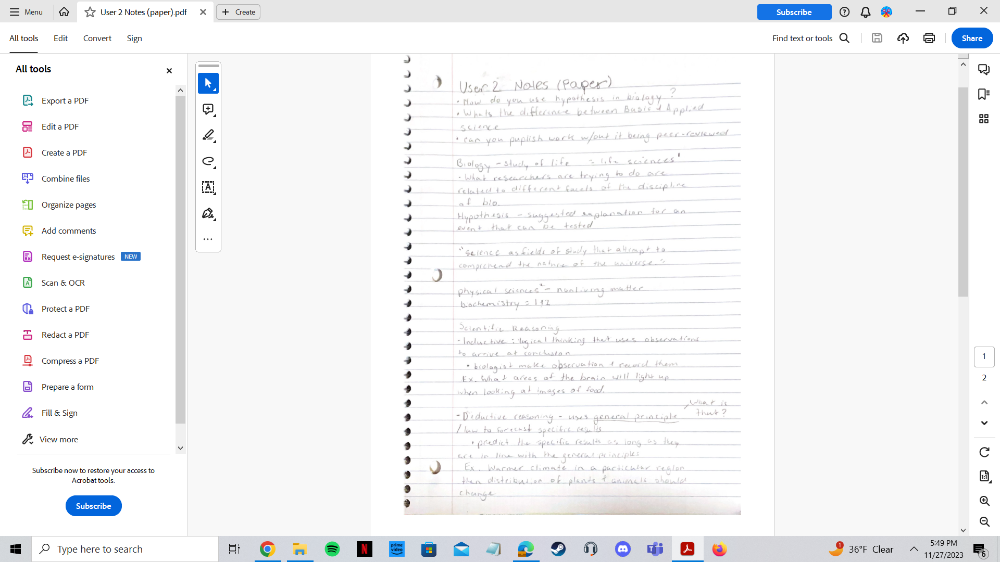 Menu
User 2 Notes (paper).pdf
Create
Subscribe
All tools
Edit
Convert
Sign
Find text or tools
Share
All tools
Export a PDF
Edit a PDF
Create a PDF
Combine files
Organize pages
Add comments
Request e-signatures NEW
Scan & OCR
Protect a PDF
Redact a PDF
Compress a PDF
Prepare a form
Fill & Sign
View more
Subscribe now to restore your access to
Acrobat tools.
Subscribe
A
User 2 Notes (Paper)
• How do you use hypothesis in biology?
• Whats the difference between Basic & Applied
science
• can you puplish work w/out it being peer-reviewed
Biology - study of life = life sciences ¹
• What researchers are trying to do are
related to different facets of the discipline
of bio.
Hypothesis - suggested explanation for an
event that can be tested
"science as fields of study that attempt to
comprehend the nature of the universe."
physical sciences² - nonliving matter
biochemistry = 1+2
Scientific Reasoning
- Inductive: logical thinking that uses observations
to arrive at conclusion
• biologist make observation & record them
Ex. What areas of the brain will light up
when looking at images of food.
What is
that?
- Deductive reasoning - uses general principle
/law to forecast specific results
• predict the specific results as long as they
are in line with the general principles
Ex. Warmer climate in a particular region
then distribution of plants & animals should
change
1
2
1:1
Type here to search
N
prime video
1
36°F Clear
5:49 PM
11/27/2023
6